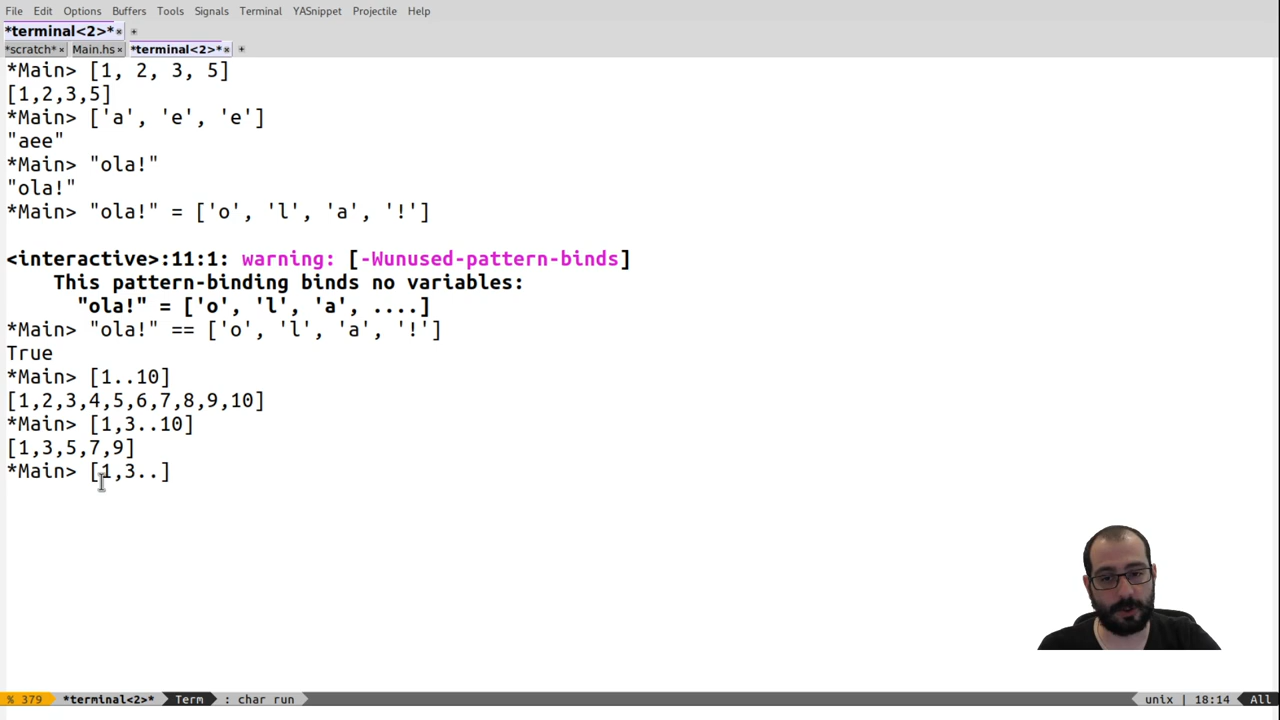 File Edit Options Buffers Tools Signals Terminal YASnippet Projectile Help
*terminal<2>*× +
*scratch*× Main.hs× *terminal<2>*× +
*Main> [1, 2, 3, 5]
[1,2,3,5]
*Main> ['a', 'e', 'e']
"aee"
*Main> "ola!"
"ola!"
*Main> "ola!" = ['o', 'l', 'a', '!']
<interactive>:11:1: warning: [-Wunused-pattern-binds]
    This pattern-binding binds no variables:
      "ola!" = ['o', 'l', 'a', ....]
*Main> "ola!" == ['o', 'l', 'a', '!']
True
*Main> [1..10]
[1,2,3,4,5,6,7,8,9,10]
*Main> [1,3..10]
[1,3,5,7,9]
*Main> [1,3..]
% 379 *terminal<2>* Term : char run unix | 18:14 All